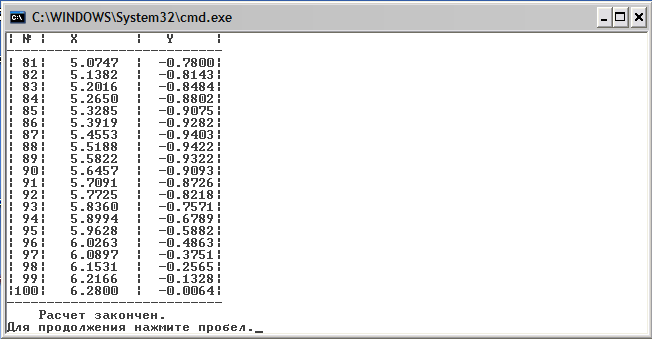 C:\WINDOWS\System32\cmd.exe
¦ № ¦ X ¦ Y ¦
-----------------------------
¦ 81¦ 5.0747 ¦ -0.7800¦
¦ 82¦ 5.1382 ¦ -0.8143¦
¦ 83¦ 5.2016 ¦ -0.8484¦
¦ 84¦ 5.2650 ¦ -0.8802¦
¦ 85¦ 5.3285 ¦ -0.9075¦
¦ 86¦ 5.3919 ¦ -0.9282¦
¦ 87¦ 5.4553 ¦ -0.9403¦
¦ 88¦ 5.5188 ¦ -0.9422¦
¦ 89¦ 5.5822 ¦ -0.9322¦
¦ 90¦ 5.6457 ¦ -0.9093¦
¦ 91¦ 5.7091 ¦ -0.8726¦
¦ 92¦ 5.7725 ¦ -0.8218¦
¦ 93¦ 5.8360 ¦ -0.7571¦
¦ 94¦ 5.8994 ¦ -0.6789¦
¦ 95¦ 5.9628 ¦ -0.5882¦
¦ 96¦ 6.0263 ¦ -0.4863¦
¦ 97¦ 6.0897 ¦ -0.3751¦
¦ 98¦ 6.1531 ¦ -0.2565¦
¦ 99¦ 6.2166 ¦ -0.1328¦
¦100¦ 6.2800 ¦ -0.0064¦
-----------------------------
Расчет закончен.
Для продолжения нажмите пробел._